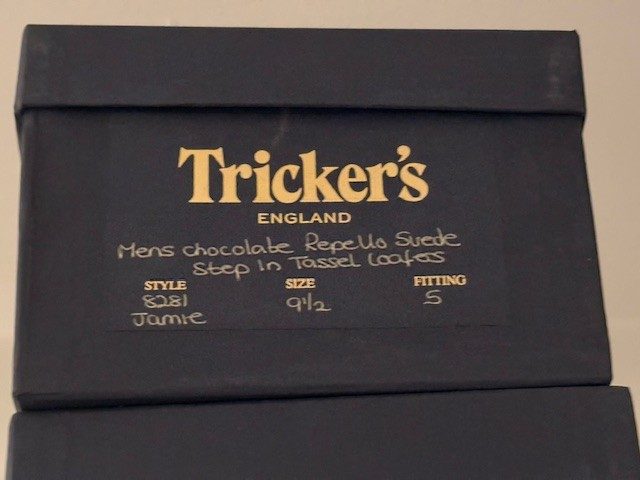 Tricker's
ENGLAND
Mens chocolate Repello Suede
Step In Tassel Loafers
STYLE SIZE FITTING
8281 9½ 5
Jamie